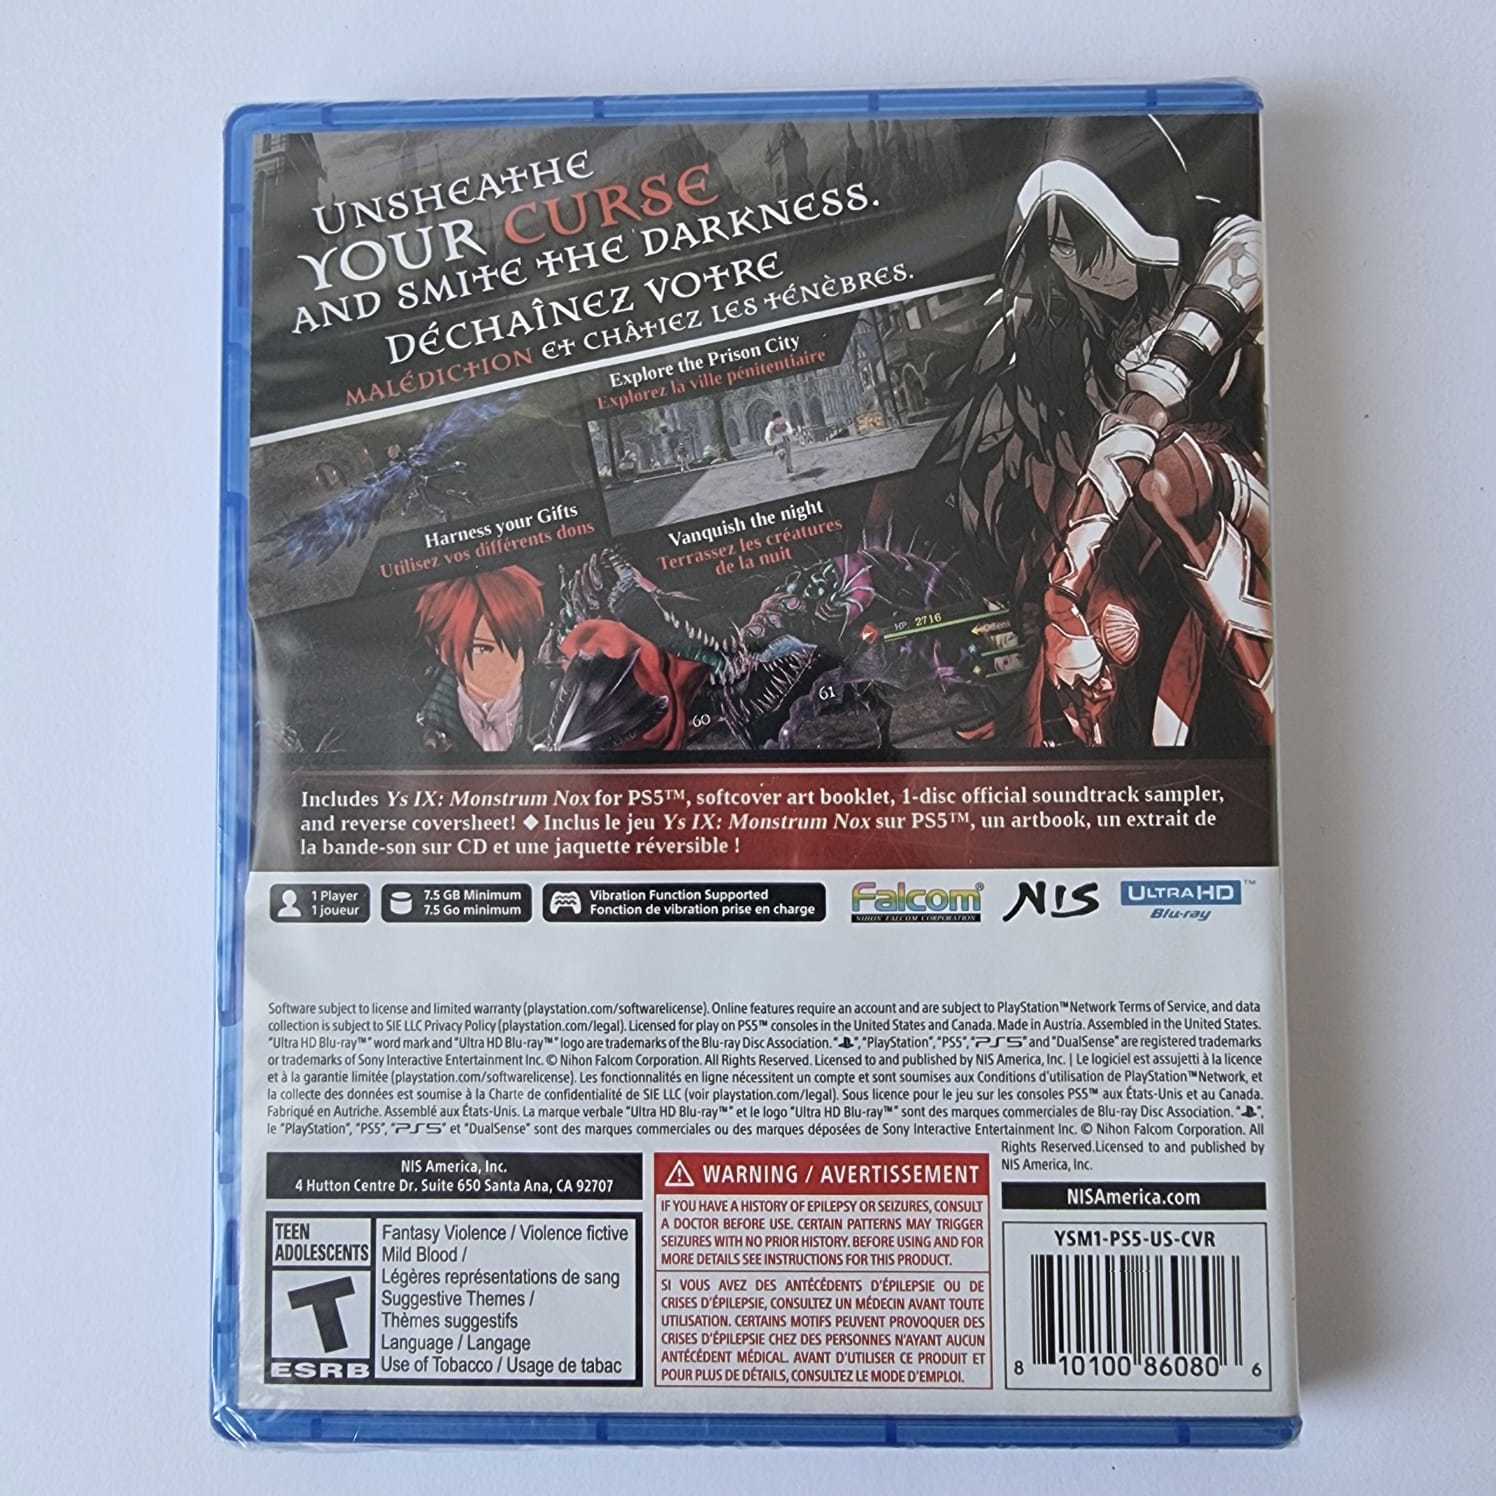 UNSHEATHE
YOUR CURSE
AND SMITE THE DARKNESS.
DÉCHAÎNEZ VOTRE
MALÉDICTION ET CHÂTIEZ LES TÉNÈBRES.
Explore the Prison City
Explorez la ville pénitentiaire
Harness your Gifts
Utilisez vos différents dons
Vanquish the night
Terrassez les créatures
de la nuit
HP 2716
60
61
Includes Ys IX: Monstrum Nox for PS5™, softcover art booklet, 1-disc official soundtrack sampler,
and reverse coversheet! ◆ Inclus le jeu Ys IX: Monstrum Nox sur PS5™, un artbook, un extrait de
la bande-son sur CD et une jaquette réversible !
1 Player
1 joueur
7.5 GB Minimum
7.5 Go minimum
Vibration Function Supported
Fonction de vibration prise en charge
Falcom®
NIHON FALCOM CORPORATION
NIS
ULTRA HD™
Blu-ray
Software subject to license and limited warranty (playstation.com/softwarelicense). Online features require an account and are subject to PlayStation™Network Terms of Service, and data
collection is subject to SIE LLC Privacy Policy (playstation.com/legal). Licensed for play on PS5™ consoles in the United States and Canada. Made in Austria. Assembled in the United States.
"Ultra HD Blu-ray™" word mark and "Ultra HD Blu-ray™" logo are trademarks of the Blu-ray Disc Association. "", "PlayStation", "PS5", "PS5" and "DualSense" are registered trademarks
or trademarks of Sony Interactive Entertainment Inc. © Nihon Falcom Corporation. All Rights Reserved. Licensed to and published by NIS America, Inc. | Le logiciel est assujetti à la licence
et à la garantie limitée (playstation.com/softwarelicense). Les fonctionnalités en ligne nécessitent un compte et sont soumises aux Conditions d'utilisation de PlayStation™Network, et
la collecte des données est soumise à la Charte de confidentialité de SIE LLC (voir playstation.com/legal). Sous licence pour le jeu sur les consoles PS5™ aux États-Unis et au Canada.
Fabriqué en Autriche. Assemblé aux États-Unis. La marque verbale "Ultra HD Blu-ray™" et le logo "Ultra HD Blu-ray™" sont des marques commerciales de Blu-ray Disc Association. "",
le "PlayStation", "PS5", "PS5" et "DualSense" sont des marques commerciales ou des marques déposées de Sony Interactive Entertainment Inc. © Nihon Falcom Corporation. All
Rights Reserved.Licensed to and published by
NIS America, Inc.
NIS America, Inc.
4 Hutton Centre Dr. Suite 650 Santa Ana, CA 92707
TEEN
ADOLESCENTS
T
ESRB
Fantasy Violence / Violence fictive
Mild Blood /
Légères représentations de sang
Suggestive Themes /
Thèmes suggestifs
Language / Langage
Use of Tobacco / Usage de tabac
WARNING / AVERTISSEMENT
IF YOU HAVE A HISTORY OF EPILEPSY OR SEIZURES, CONSULT
A DOCTOR BEFORE USE. CERTAIN PATTERNS MAY TRIGGER
SEIZURES WITH NO PRIOR HISTORY. BEFORE USING AND FOR
MORE DETAILS SEE INSTRUCTIONS FOR THIS PRODUCT.
SI VOUS AVEZ DES ANTÉCÉDENTS D'ÉPILEPSIE OU DE
CRISES D'ÉPILEPSIE, CONSULTEZ UN MÉDECIN AVANT TOUTE
UTILISATION. CERTAINS MOTIFS PEUVENT PROVOQUER DES
CRISES D'ÉPILEPSIE CHEZ DES PERSONNES N'AYANT AUCUN
ANTÉCÉDENT MÉDICAL. AVANT D'UTILISER CE PRODUIT ET
POUR PLUS DE DÉTAILS, CONSULTEZ LE MODE D'EMPLOI.
NISAmerica.com
YSM1-PS5-US-CVR
8 10100 86080 6